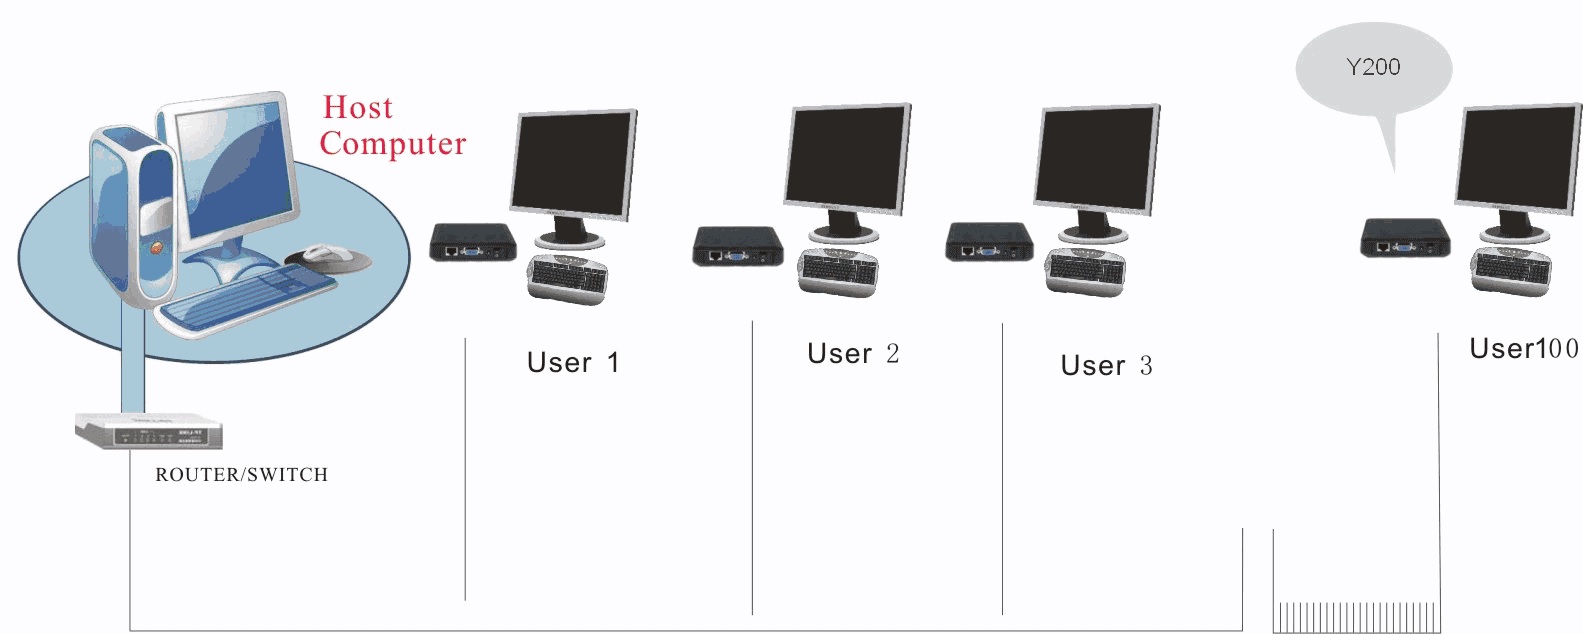 Host
Computer
Y200
User 1
User 2
User 3
User100
ROUTER/SWITCH